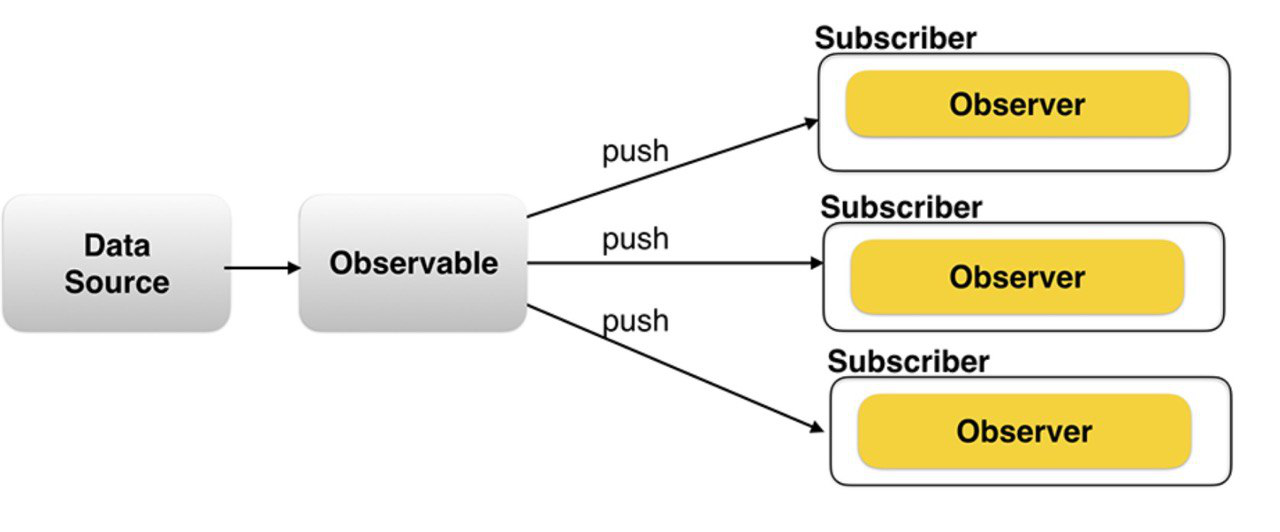 Data
Source
Observable
push
push
push
Subscriber
Observer
Subscriber
Observer
Subscriber
Observer